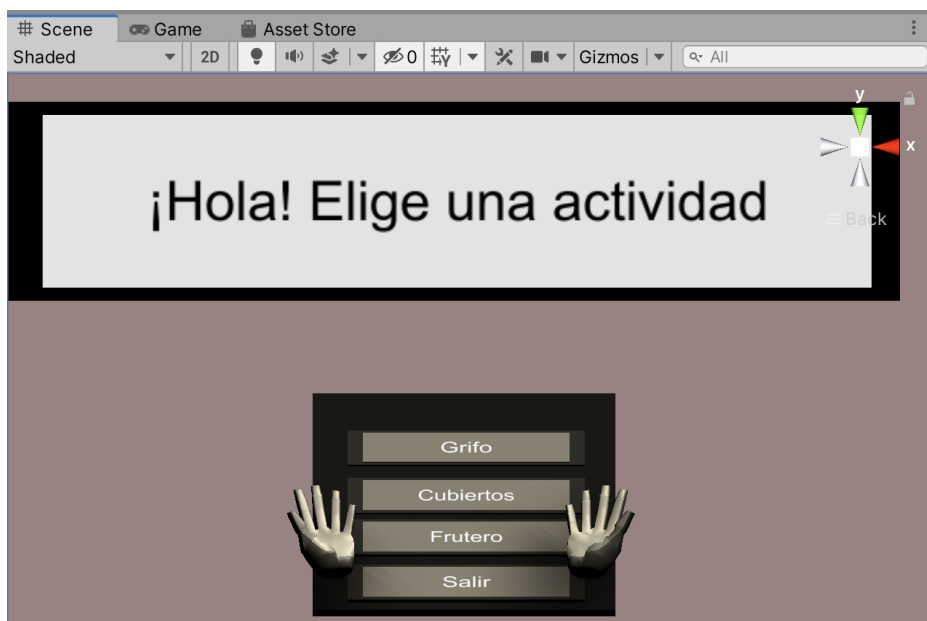 Scene Game Asset Store
Shaded 2D 0 Gizmos All
y
x
¡Hola! Elige una actividad
Back
Grifo
Cubiertos
Frutero
Salir